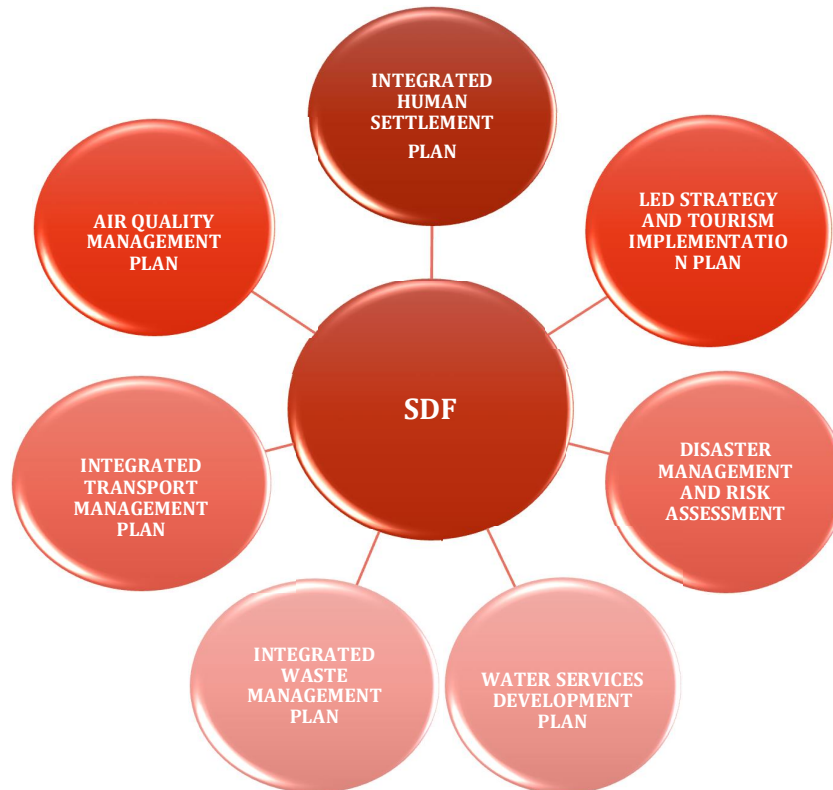 INTEGRATED
HUMAN
SETTLEMENT
PLAN
LED STRATEGY
AND TOURISM
IMPLEMENTATIO
N PLAN
DISASTER
MANAGEMENT
AND RISK
ASSESSMENT
WATER SERVICES
DEVELOPMENT
PLAN
INTEGRATED
WASTE
MANAGEMENT
PLAN
INTEGRATED
TRANSPORT
MANAGEMENT
PLAN
AIR QUALITY
MANAGEMENT
PLAN
SDF